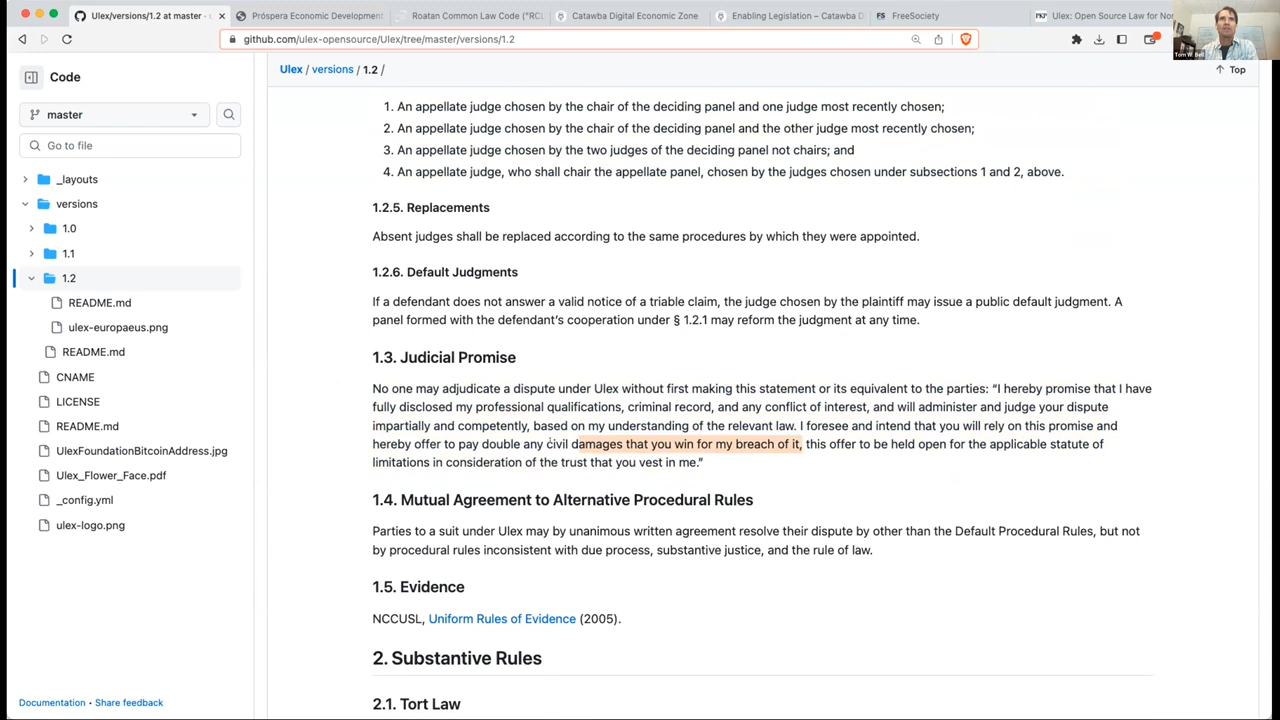 Ulex/versions/1.2 at master ·
Próspera Economic Development
Roatan Common Law Code ("RCL
Catawba Digital Economic Zone
Enabling Legislation – Catawba D
FreeSociety
Ulex: Open Source Law for Nor
github.com/ulex-opensource/Ulex/tree/master/versions/1.2
Tom W. Bell
Code
Ulex / versions / 1.2 /
Top
master
Go to file
_layouts
versions
1.0
1.1
1.2
README.md
ulex-europaeus.png
README.md
CNAME
LICENSE
README.md
UlexFoundationBitcoinAddress.jpg
Ulex_Flower_Face.pdf
_config.yml
ulex-logo.png
Documentation • Share feedback
1. An appellate judge chosen by the chair of the deciding panel and one judge most recently chosen;
2. An appellate judge chosen by the chair of the deciding panel and the other judge most recently chosen;
3. An appellate judge chosen by the two judges of the deciding panel not chairs; and
4. An appellate judge, who shall chair the appellate panel, chosen by the judges chosen under subsections 1 and 2, above.
1.2.5. Replacements
Absent judges shall be replaced according to the same procedures by which they were appointed.
1.2.6. Default Judgments
If a defendant does not answer a valid notice of a triable claim, the judge chosen by the plaintiff may issue a public default judgment. A
panel formed with the defendant's cooperation under § 1.2.1 may reform the judgment at any time.
1.3. Judicial Promise
No one may adjudicate a dispute under Ulex without first making this statement or its equivalent to the parties: “I hereby promise that I have
fully disclosed my professional qualifications, criminal record, and any conflict of interest, and will administer and judge your dispute
impartially and competently, based on my understanding of the relevant law. I foresee and intend that you will rely on this promise and
hereby offer to pay double any civil damages that you win for my breach of it, this offer to be held open for the applicable statute of
limitations in consideration of the trust that you vest in me.”
1.4. Mutual Agreement to Alternative Procedural Rules
Parties to a suit under Ulex may by unanimous written agreement resolve their dispute by other than the Default Procedural Rules, but not
by procedural rules inconsistent with due process, substantive justice, and the rule of law.
1.5. Evidence
NCCUSL, Uniform Rules of Evidence (2005).
2. Substantive Rules
2.1. Tort Law